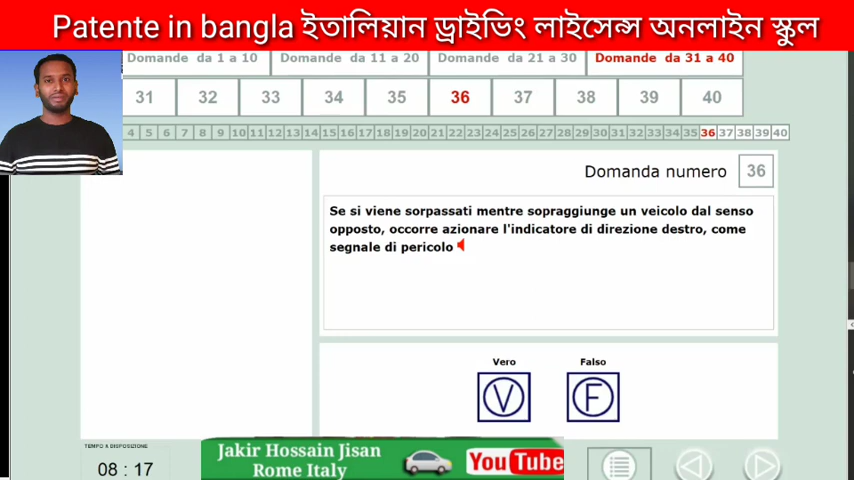 Patente in bangla ইতালিয়ান ড্রাইভিং লাইসেন্স অনলাইন স্কুল
Domande da 1 a 10 Domande da 11 a 20 Domande da 21 a 30 Domande da 31 a 40
31 32 33 34 35 36 37 38 39 40
4 5 6 7 8 9 10 11 12 13 14 15 16 17 18 19 20 21 22 23 24 25 26 27 28 29 30 31 32 33 34 35 36 37 38 39 40
Domanda numero 36
Se si viene sorpassati mentre sopraggiunge un veicolo dal senso
opposto, occorre azionare l'indicatore di direzione destro, come
segnale di pericolo
Vero Falso
V F
TEMPO A DISPOSIZIONE
08 : 17
Jakir Hossain Jisan
Rome Italy
YouTube